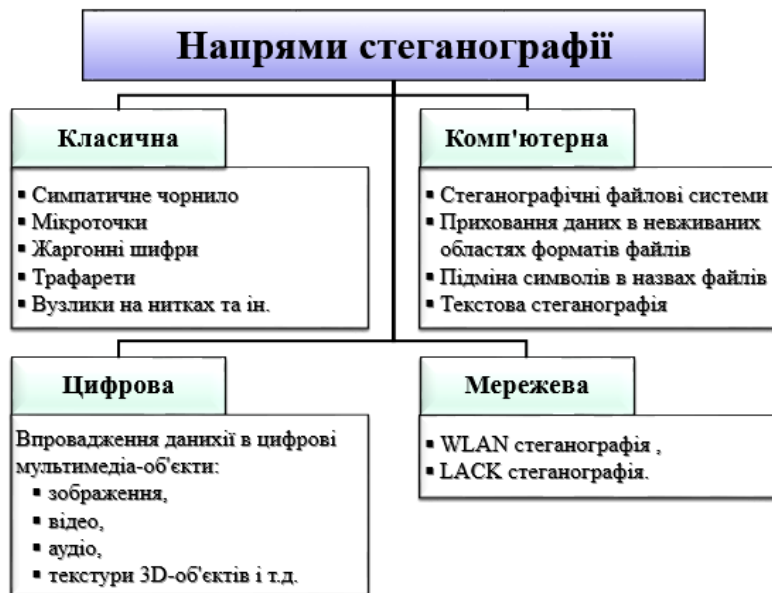 Напрями стеганографії
Класична
▪ Симпатичне чорнило
▪ Мікроточки
▪ Жаргонні шифри
▪ Трафарети
▪ Вузлики на нитках та ін.
Комп'ютерна
▪ Стеганографічні файлові системи
▪ Приховання даних в невживаних
областях форматів файлів
▪ Підміна символів в назвах файлів
▪ Текстова стеганографія
Цифрова
Впровадження данихії в цифрові
мультимедіа-об'єкти:
▪ зображення,
▪ відео,
▪ аудіо,
▪ текстури 3D-об'єктів і т.д.
Мережева
▪ WLAN стеганографія ,
▪ LACK стеганографія.